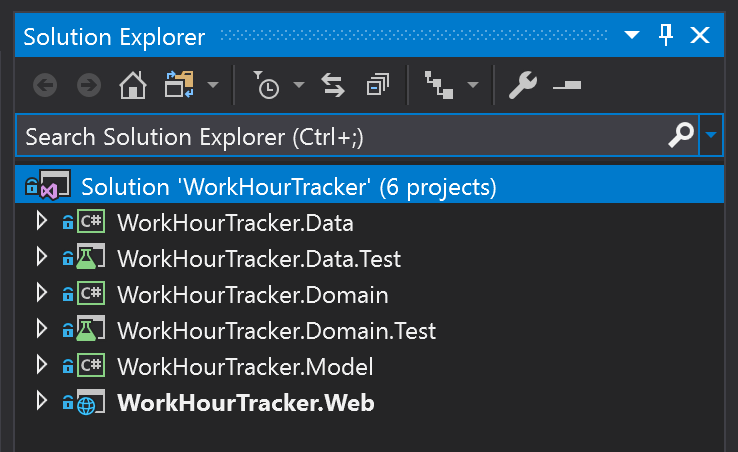 Solution Explorer
Search Solution Explorer (Ctrl+;)
Solution 'WorkHourTracker' (6 projects)
C# WorkHourTracker.Data
WorkHourTracker.Data.Test
C# WorkHourTracker.Domain
WorkHourTracker.Domain.Test
C# WorkHourTracker.Model
WorkHourTracker.Web